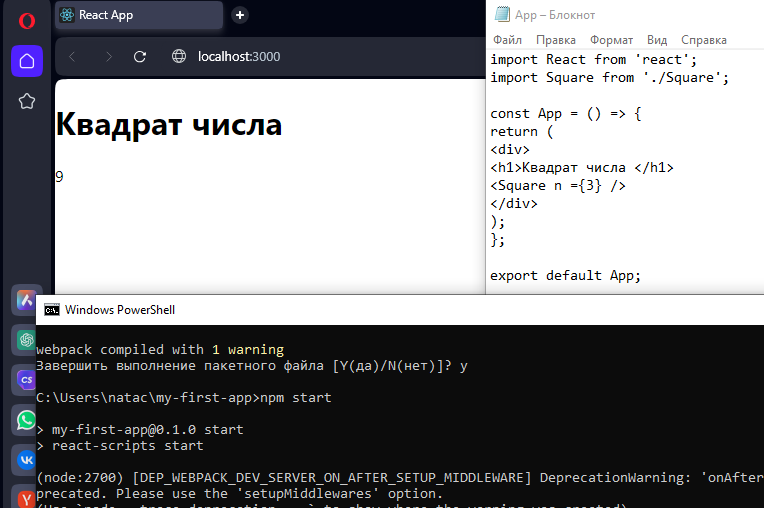 React App
localhost:3000
Квадрат числа
9
App – Блокнот
Файл Правка Формат Вид Справка
import React from 'react';
import Square from './Square';
const App = () => {
return (
<div>
<h1>Квадрат числа </h1>
<Square n ={3} />
</div>
);
};
export default App;
CS
Windows PowerShell
webpack compiled with 1 warning
Завершить выполнение пакетного файла [Y(да)/N(нет)]? y
C:\Users\natac\my-first-app>npm start
> my-first-app@0.1.0 start
> react-scripts start
(node:2700) [DEP_WEBPACK_DEV_SERVER_ON_AFTER_SETUP_MIDDLEWARE] DeprecationWarning: 'onAfter
precated. Please use the 'setupMiddlewares' option.